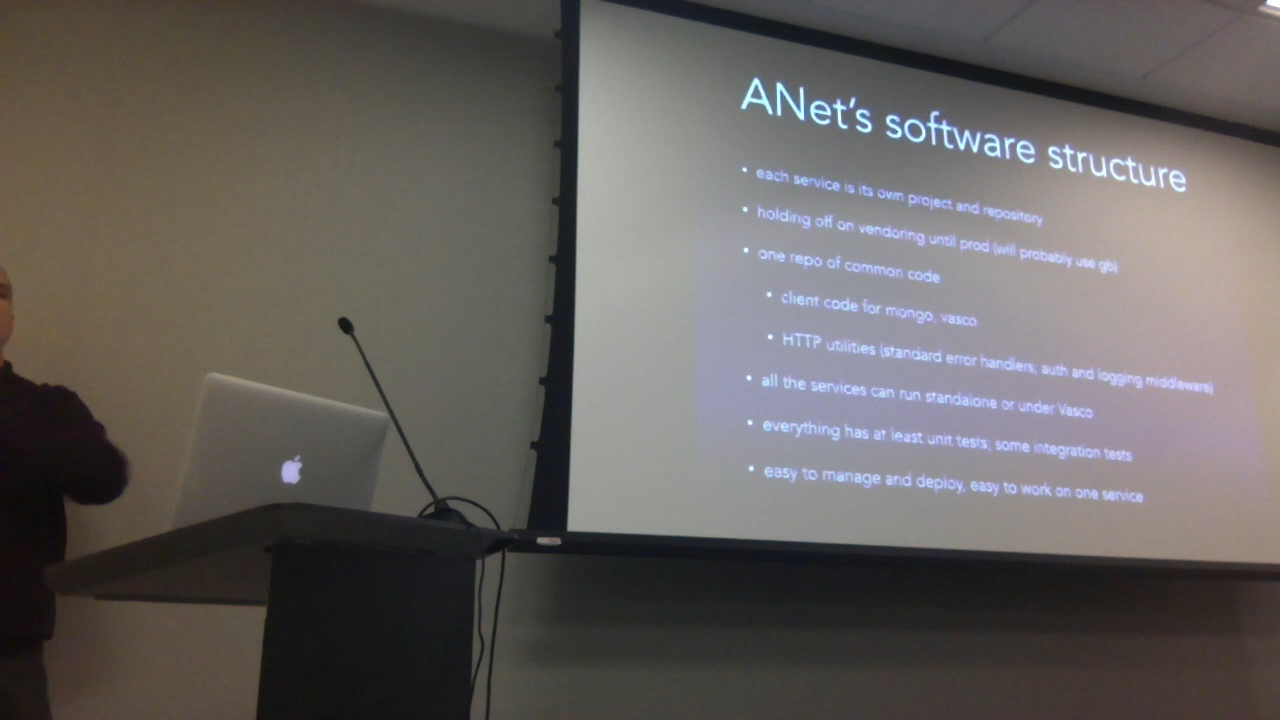 ANet's software structure
• each service is its own project and repository
• holding off on vendoring until prod (will probably use gb)
• one repo of common code
• client code for mongo, vasco
• HTTP utilities (standard error handlers, auth and logging middleware)
• all the services can run standalone or under Vasco
• everything has at least unit tests; some integration tests
• easy to manage and deploy, easy to work on one service